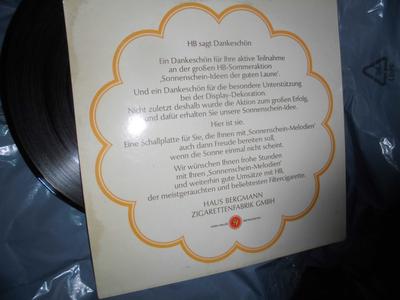 HB sagt Dankeschön
Ein Dankeschön für Ihre aktive Teilnahme
an der großen HB-Sommeraktion
‚Sonnenschein-Ideen der guten Laune‘.
Und ein Dankeschön für die besondere Unterstützung
bei der Display-Dekoration.
Nicht zuletzt deshalb wurde die Aktion zum großen Erfolg,
und dafür erhalten Sie unsere Sonnenschein-Idee.
Hier ist sie.
Eine Schallplatte für Sie, die Ihnen mit ‚Sonnenschein-Melodien‘
auch dann Freude bereiten soll,
wenn die Sonne einmal nicht scheint.
Wir wünschen Ihnen frohe Stunden
mit Ihren ‚Sonnenschein-Melodien‘
und weiterhin gute Umsätze mit HB,
der meistgerauchten und beliebtesten Filtercigarette.
HAUS BERGMANN
ZIGARETTENFABRIK GMBH